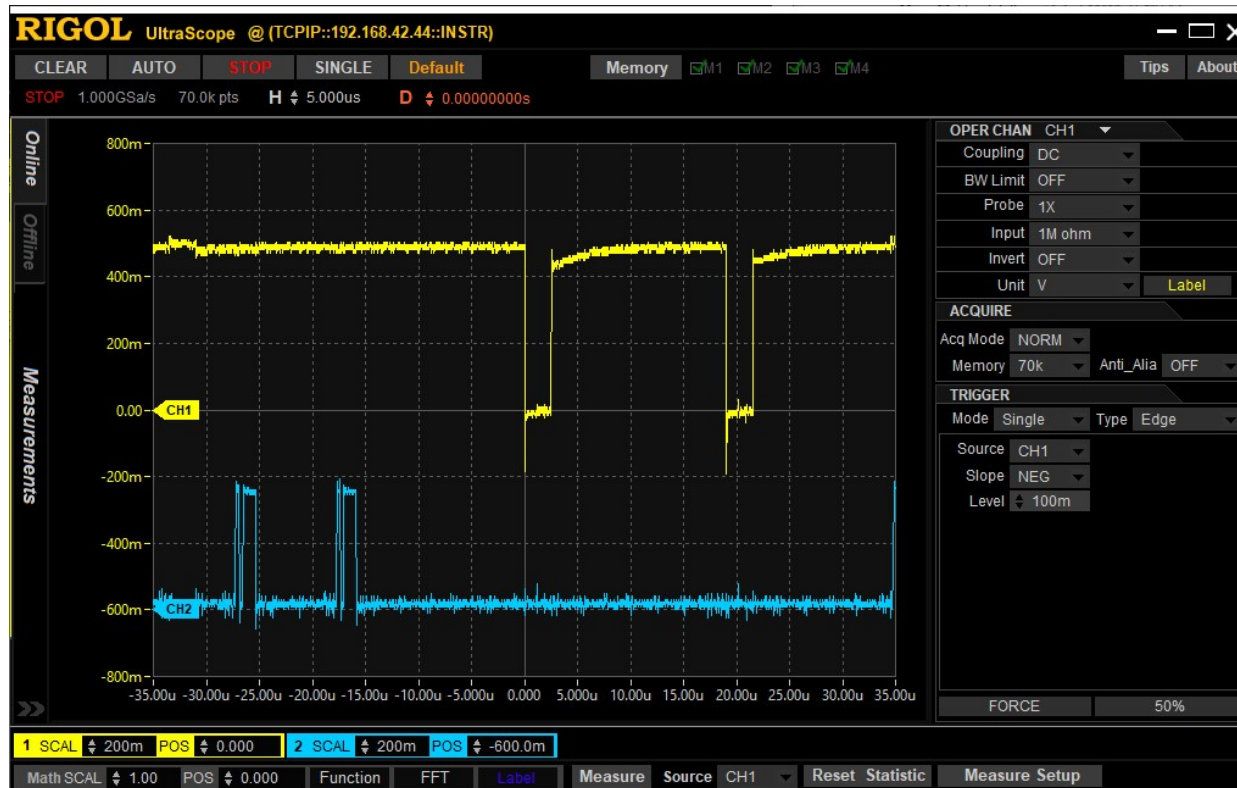 RIGOL UltraScope @ (TCPIP::192.168.42.44::INSTR)
CLEAR AUTO STOP SINGLE Default Memory M1 M2 M3 M4 Tips About
STOP 1.000GSa/s 70.0k pts H 5.000us D 0.00000000s
Online
Offline
Measurements
800m
600m
400m
200m
0.00
-200m
-400m
-600m
-800m
CH1
CH2
-35.00u -30.00u -25.00u -20.00u -15.00u -10.00u -5.000u 0.000 5.000u 10.00u 15.00u 20.00u 25.00u 30.00u 35.00u
OPER CHAN CH1
Coupling DC
BW Limit OFF
Probe 1X
Input 1M ohm
Invert OFF
Unit V Label
ACQUIRE
Acq Mode NORM
Memory 70k Anti_Alia OFF
TRIGGER
Mode Single Type Edge
Source CH1
Slope NEG
Level 100m
FORCE 50%
1 SCAL 200m POS 0.000 2 SCAL 200m POS -600.0m
Math SCAL 1.00 POS 0.000 Function FFT Label Measure Source CH1 Reset Statistic Measure Setup